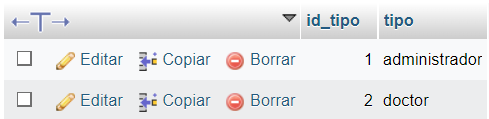 id_tipo tipo
Editar Copiar Borrar 1 administrador
Editar Copiar Borrar 2 doctor